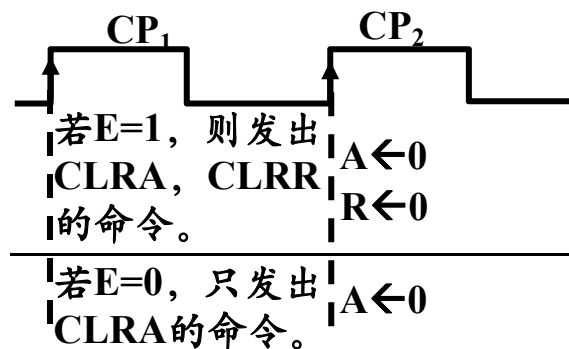 CP1 CP2
若E=1，则发出
CLRA，CLRR
的命令。
A←0
R←0
若E=0，只发出
CLRA的命令。
A←0